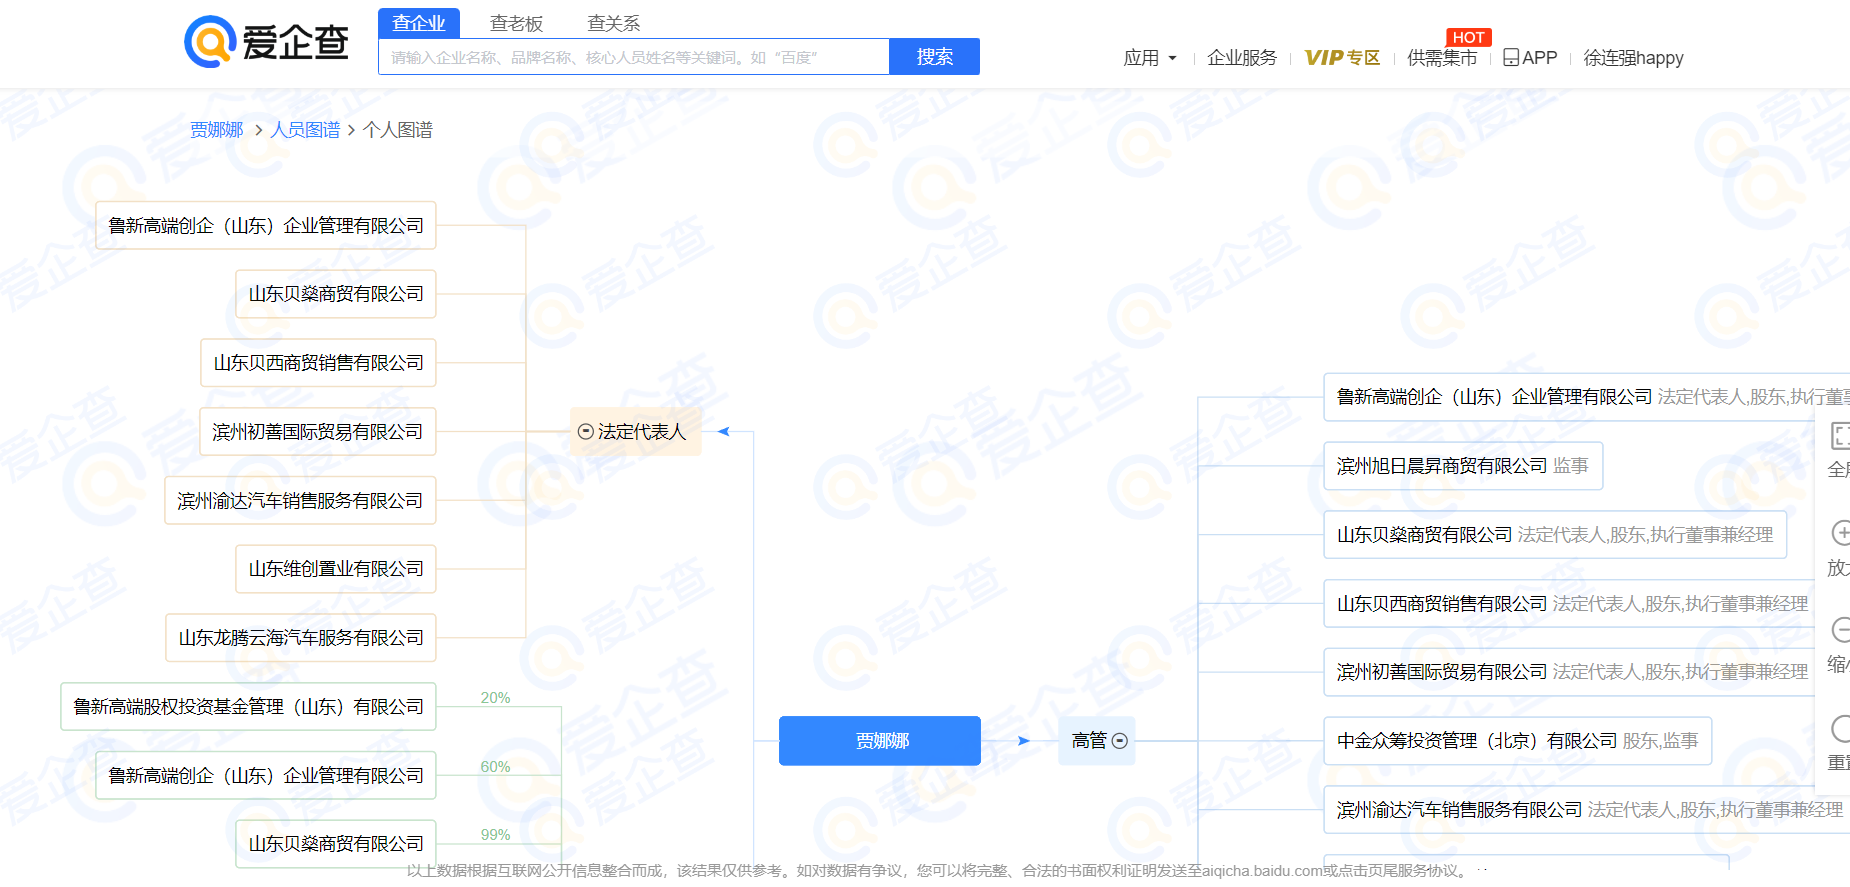 爱企查
查企业 查老板 查关系
请输入企业名称、品牌名称、核心人员姓名等关键词。如“百度”
搜索
应用 企业服务 VIP专区 供需集市 HOT APP 徐连强happy
贾娜娜 > 人员图谱 > 个人图谱
鲁新高端创企（山东）企业管理有限公司
山东贝燊商贸有限公司
山东贝西商贸销售有限公司
滨州初善国际贸易有限公司
滨州渝达汽车销售服务有限公司
山东维创置业有限公司
山东龙腾云海汽车服务有限公司
法定代表人
鲁新高端股权投资基金管理（山东）有限公司
20%
鲁新高端创企（山东）企业管理有限公司
60%
山东贝燊商贸有限公司
99%
贾娜娜
高管
鲁新高端创企（山东）企业管理有限公司 法定代表人,股东,执行董事
滨州旭日晨昇商贸有限公司 监事
山东贝燊商贸有限公司 法定代表人,股东,执行董事兼经理
山东贝西商贸销售有限公司 法定代表人,股东,执行董事兼经理
滨州初善国际贸易有限公司 法定代表人,股东,执行董事兼经理
中金众筹投资管理（北京）有限公司 股东,监事
滨州渝达汽车销售服务有限公司 法定代表人,股东,执行董事兼经理
以上数据根据互联网公开信息整合而成，该结果仅供参考。如对数据有争议，您可以将完整、合法的书面权利证明发送至aiqicha.baidu.com或点击页尾服务协议。